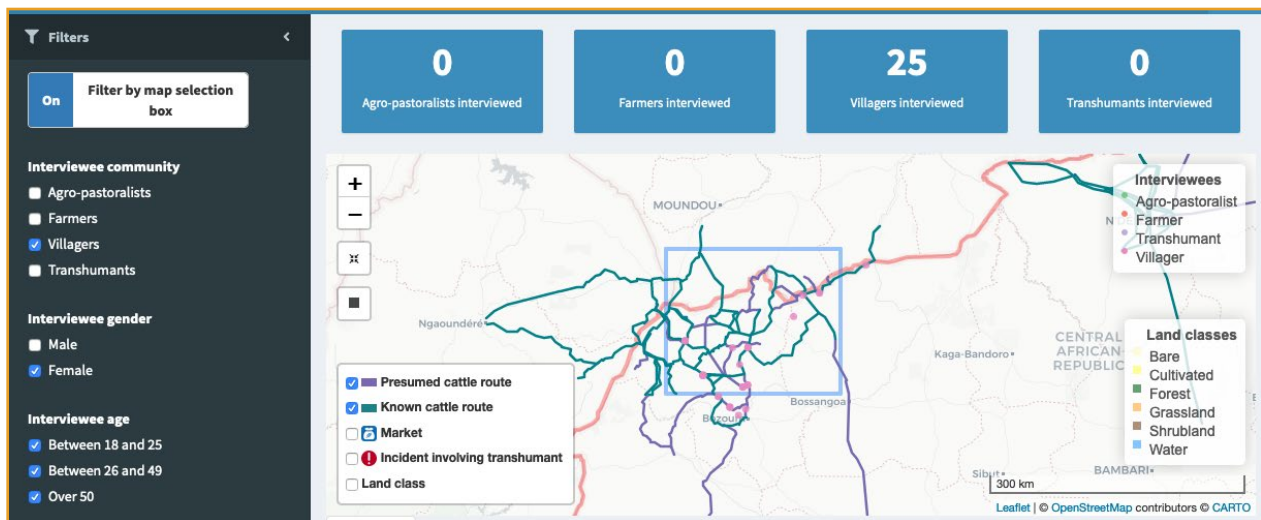 Filters
On
Filter by map selection
box
Interviewee community
Agro-pastoralists
Farmers
Villagers
Transhumants
Interviewee gender
Male
Female
Interviewee age
Between 18 and 25
Between 26 and 49
Over 50
0
Agro-pastoralists interviewed
0
Farmers interviewed
25
Villagers interviewed
0
Transhumants interviewed
+
−
MOUNDOU
Ngaoundéré
Kaga-Bandoro
CENTRAL
AFRICAN
REPUBLIC
Bossangoa
Sibut
BAMBARI
Presumed cattle route
Known cattle route
Market
Incident involving transhumant
Land class
Interviewees
Agro-pastoralist
Farmer
Transhumant
Villager
Land classes
Bare
Cultivated
Forest
Grassland
Shrubland
Water
300 km
Leaflet | © OpenStreetMap contributors © CARTO